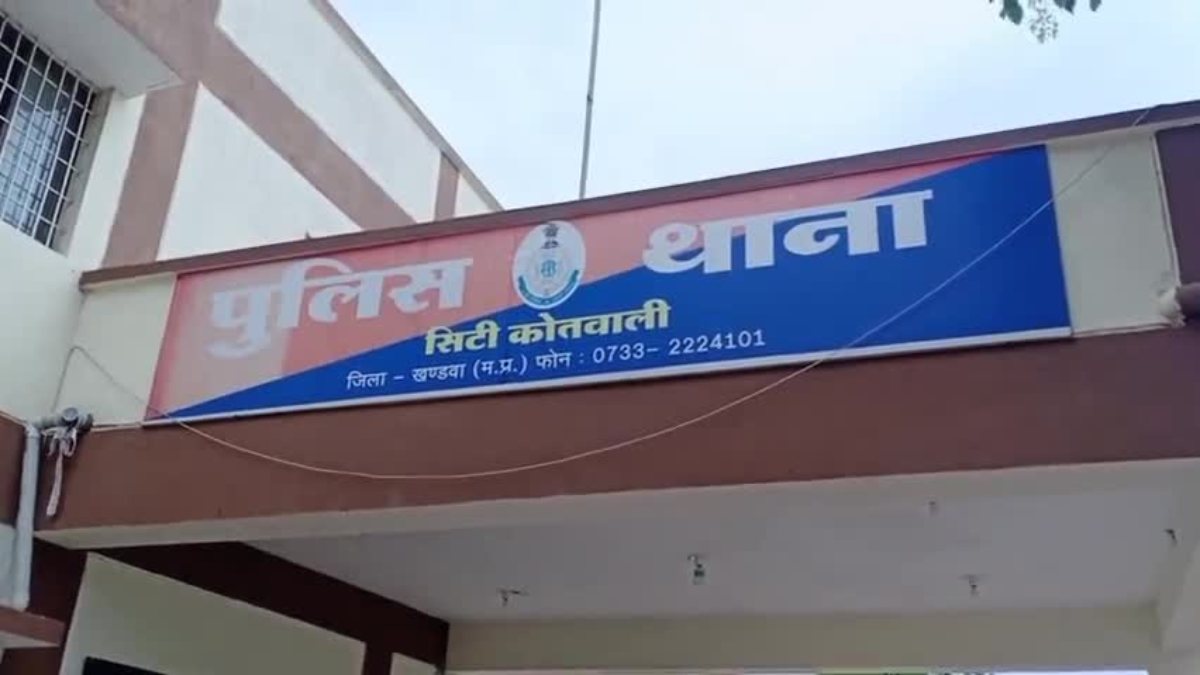 पुलिस थाना
सिटी कोतवाली
जिला – खण्डवा (म.प्र.) फोन : 0733– 2224101